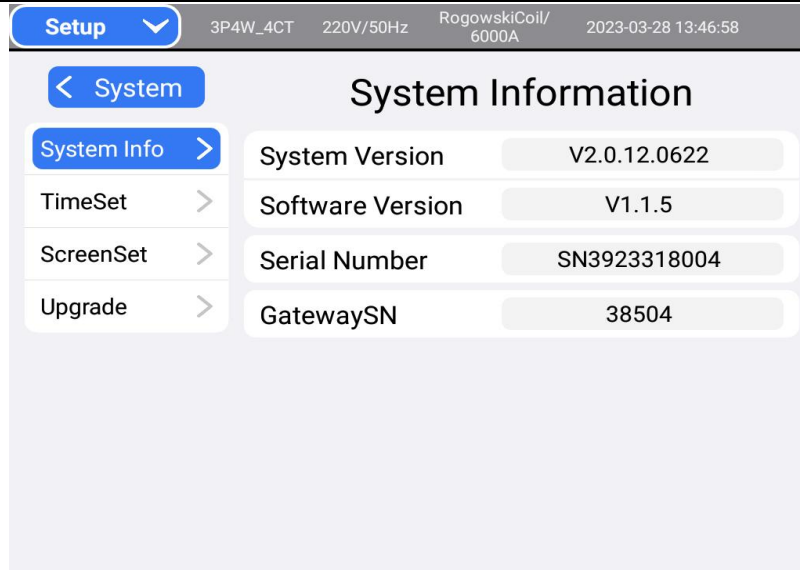 Setup
3P4W_4CT
220V/50Hz
RogowskiCoil/
6000A
2023-03-28 13:46:58
System
System Information
System Info
TimeSet
ScreenSet
Upgrade
System Version
V2.0.12.0622
Software Version
V1.1.5
Serial Number
SN3923318004
GatewaySN
38504